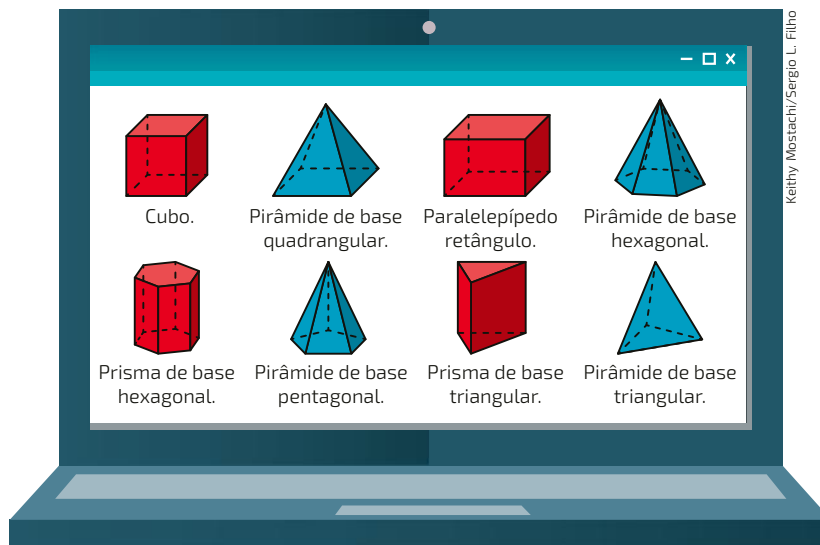 Keithy Mostachi/Sergio L. Filho
Cubo.
Pirâmide de base
quadrangular.
Paralelepípedo
retângulo.
Pirâmide de base
hexagonal.
Prisma de base
hexagonal.
Pirâmide de base
pentagonal.
Prisma de base
triangular.
Pirâmide de base
triangular.